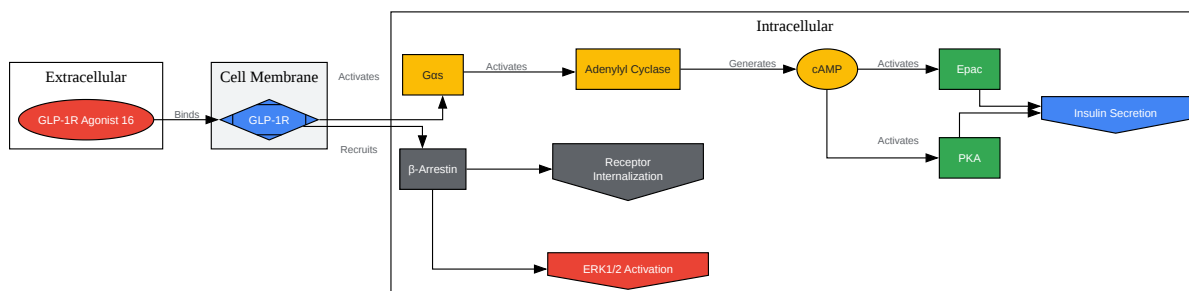 Intracellular
Extracellular
Cell Membrane
GLP-1R Agonist 16
Binds
GLP-1R
Activates
Recruits
Gαs
Activates
Adenylyl Cyclase
Generates
cAMP
Activates
Epac
Activates
PKA
Insulin Secretion
β-Arrestin
Receptor
Internalization
ERK1/2 Activation